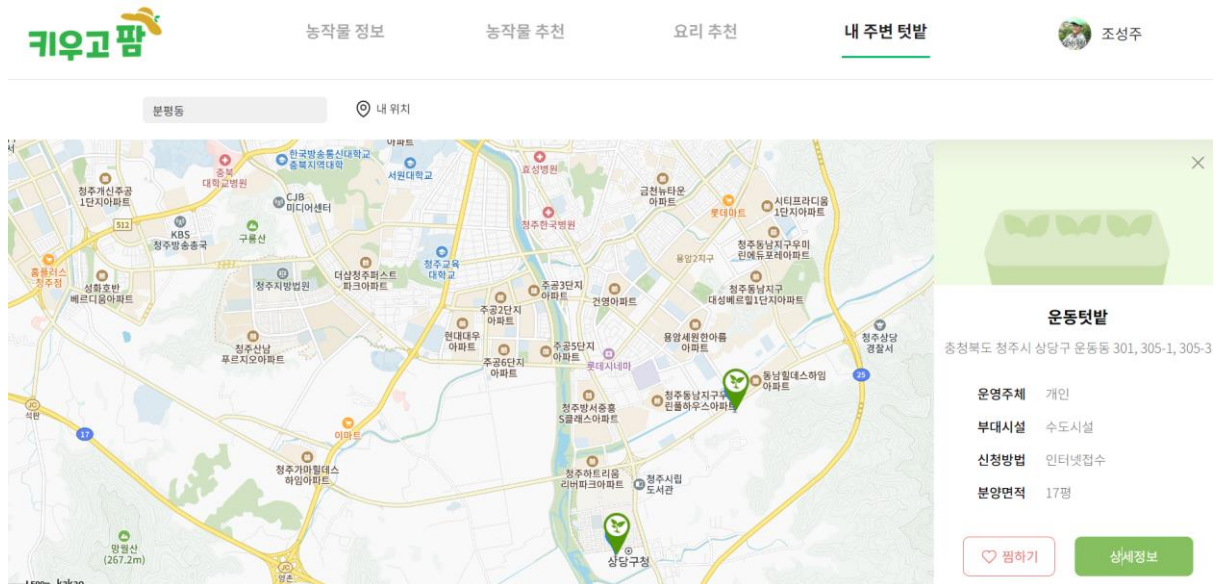 키우고팜
농작물 정보
농작물 추천
요리 추천
내 주변 텃밭
조성주
분평동
내 위치
아파트
한국방송통신대학교
충북지역대학
충북
대학교병원
서원대학교
효성병원
청주개신주공
1단지아파트
금천뉴타운
아파트
CJB
미디어센터
롯데마트
시티프라디움
1단지아파트
512
KBS
청주방송총국
구룡산
청주한국병원
청주동남지구우미
린에듀포레아파트
용암2지구
홈플러스
청주점
성화호반
베르디움아파트
청주지방법원
더샵청주퍼스트
파크아파트
청주교육
대학교
주공3단지
아파트
건영아파트
청주동남지구
대성베르힐1단지아파트
주공2단지
아파트
현대대우
아파트
청주산남
푸르지오아파트
주공6단지
아파트
주공5단지
아파트
롯데시네마
용암세원한아름
아파트
청주상당
경찰서
동남힐데스하임
아파트
25
청주동남지구우
린풀하우스아파트
청주방서중흥
S클래스아파트
JC
석판
17
이마트
청주가마힐데스
하임아파트
청주하트리움
리버파크아파트
청주시립
도서관
망월산
(267.2m)
상당구청
JC
kakao
운동텃밭
충청북도 청주시 상당구 운동동 301, 305-1, 305-3
운영주체 개인
부대시설 수도시설
신청방법 인터넷접수
분양면적 17평
찜하기
상세정보